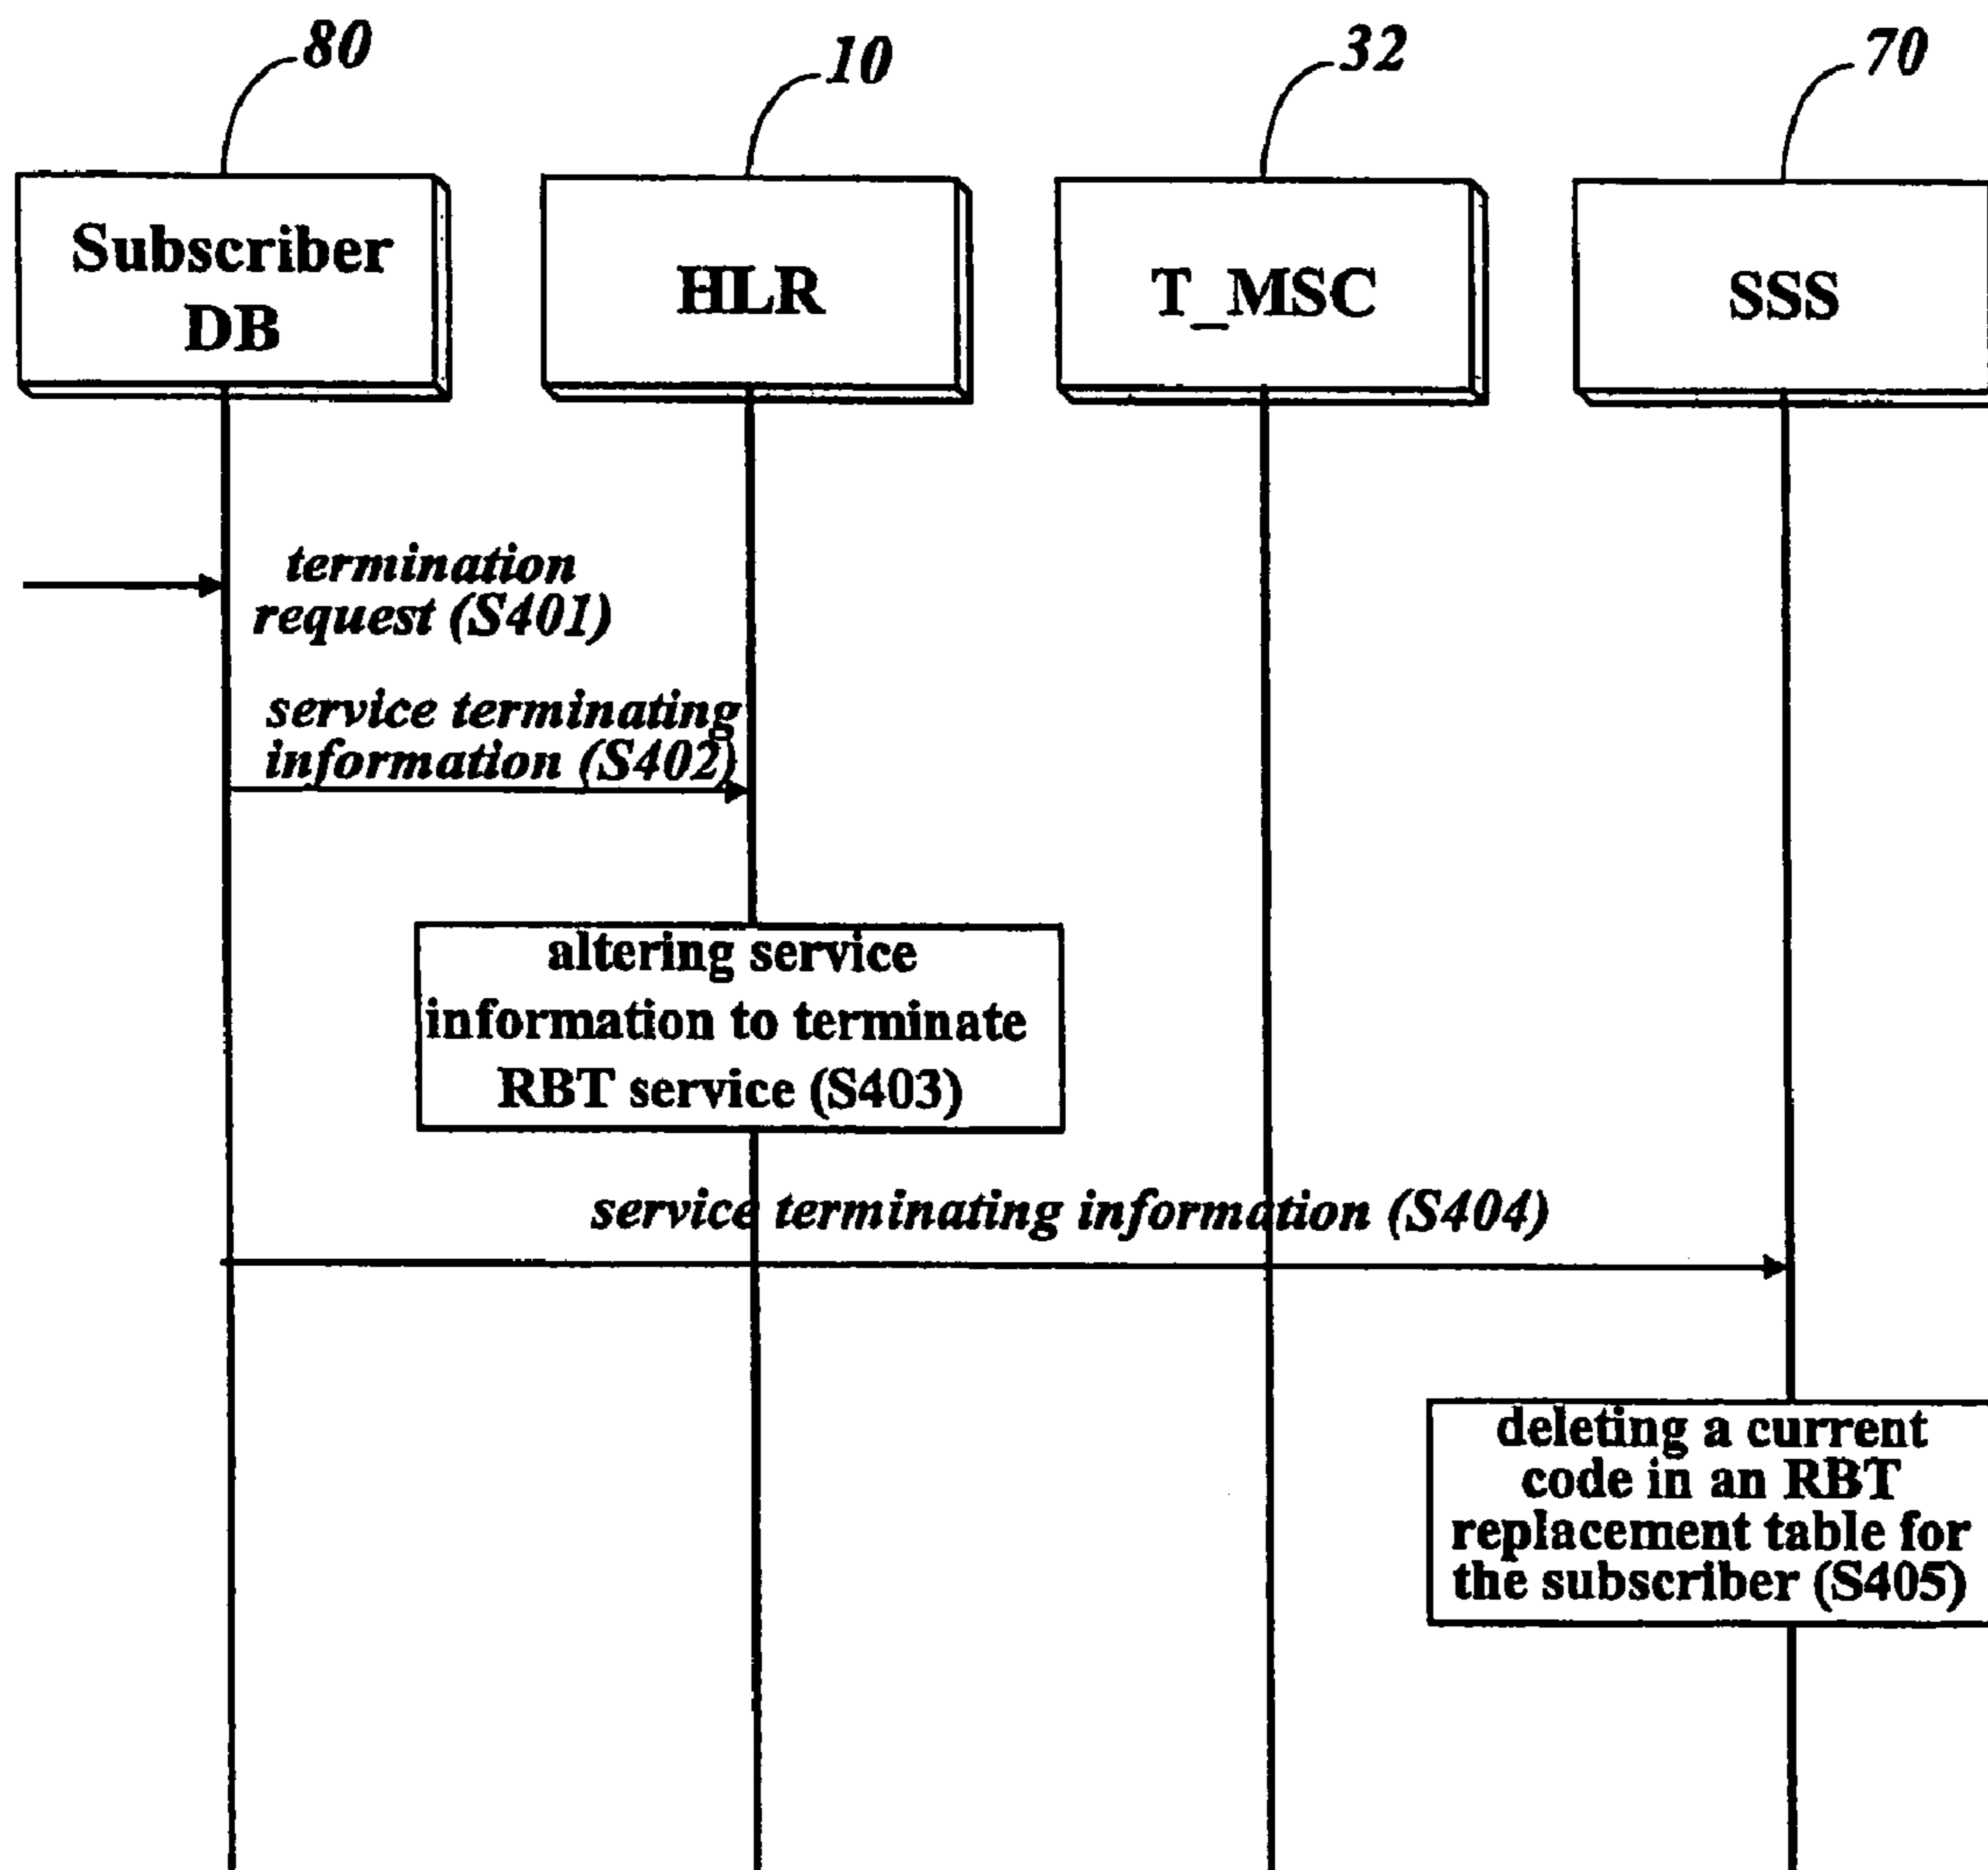 80
10
32
70
Subscriber
DB
HLR
T_MSC
SSS
termination
request (S401)
service terminating
information (S402)
altering service
information to terminate
RBT service (S403)
service terminating information (S404)
deleting a current
code in an RBT
replacement table for
the subscriber (S405)